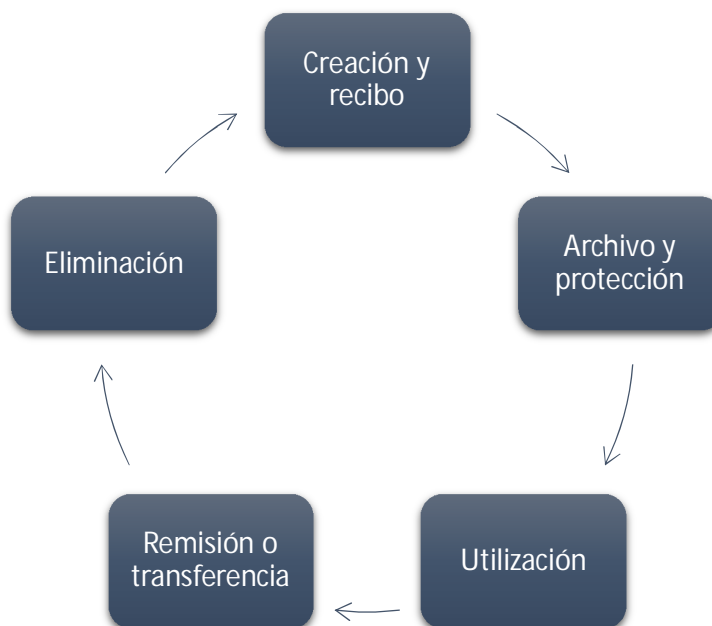 Creación y
recibo
Archivo y
protección
Utilización
Remisión o
transferencia
Eliminación